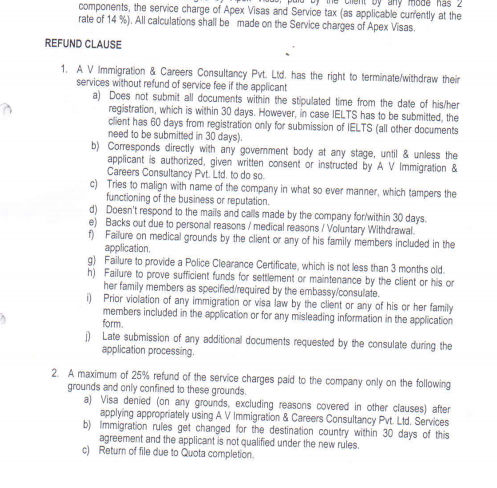 components, the service charge of Apex Visas and Service tax (as applicable currently at the
rate of 14 %). All calculations shall be made on the Service charges of Apex Visas.
REFUND CLAUSE
1. A V Immigration & Careers Consultancy Pvt. Ltd. has the right to terminate/withdraw their
services without refund of service fee if the applicant
a) Does not submit all documents within the stipulated time from the date of his/her
registration, which is within 30 days. However, in case IELTS has to be submitted, the
client has 60 days from registration only for submission of IELTS (all other documents
need to be submitted in 30 days).
b) Corresponds directly with any government body at any stage, until & unless the
applicant is authorized, given written consent or instructed by A V Immigration &
Careers Consultancy Pvt. Ltd. to do so.
c) Tries to malign with name of the company in what so ever manner, which tampers the
functioning of the business or reputation.
d) Doesn't respond to the mails and calls made by the company for/within 30 days.
e) Backs out due to personal reasons / medical reasons / Voluntary Withdrawal.
f) Failure on medical grounds by the client or any of his family members included in the
application.
g) Failure to provide a Police Clearance Certificate, which is not less than 3 months old.
h) Failure to prove sufficient funds for settlement or maintenance by the client or his or
her family members as specified/required by the embassy/consulate.
i) Prior violation of any immigration or visa law by the client or any of his or her family
members included in the application or for any misleading information in the application
form.
j) Late submission of any additional documents requested by the consulate during the
application processing.
2. A maximum of 25% refund of the service charges paid to the company only on the following
grounds and only confined to these grounds.
a) Visa denied (on any grounds, excluding reasons covered in other clauses) after
applying appropriately using A V Immigration & Careers Consultancy Pvt. Ltd. Services
b) Immigration rules get changed for the destination country within 30 days of this
agreement and the applicant is not qualified under the new rules.
c) Return of file due to Quota completion.